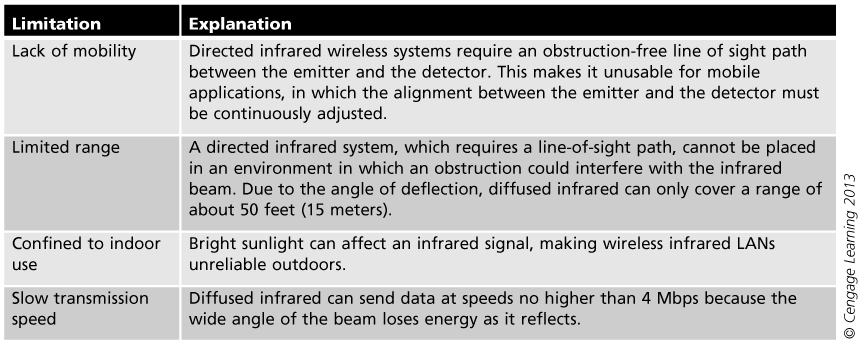 Limitation Explanation
Lack of mobility Directed infrared wireless systems require an obstruction-free line of sight path
between the emitter and the detector. This makes it unusable for mobile
applications, in which the alignment between the emitter and the detector must
be continuously adjusted.
Limited range A directed infrared system, which requires a line-of-sight path, cannot be placed
in an environment in which an obstruction could interfere with the infrared
beam. Due to the angle of deflection, diffused infrared can only cover a range of
about 50 feet (15 meters).
Confined to indoor Bright sunlight can affect an infrared signal, making wireless infrared LANs
use unreliable outdoors.
Slow transmission Diffused infrared can send data at speeds no higher than 4 Mbps because the
speed wide angle of the beam loses energy as it reflects.
© Cengage Learning 2013